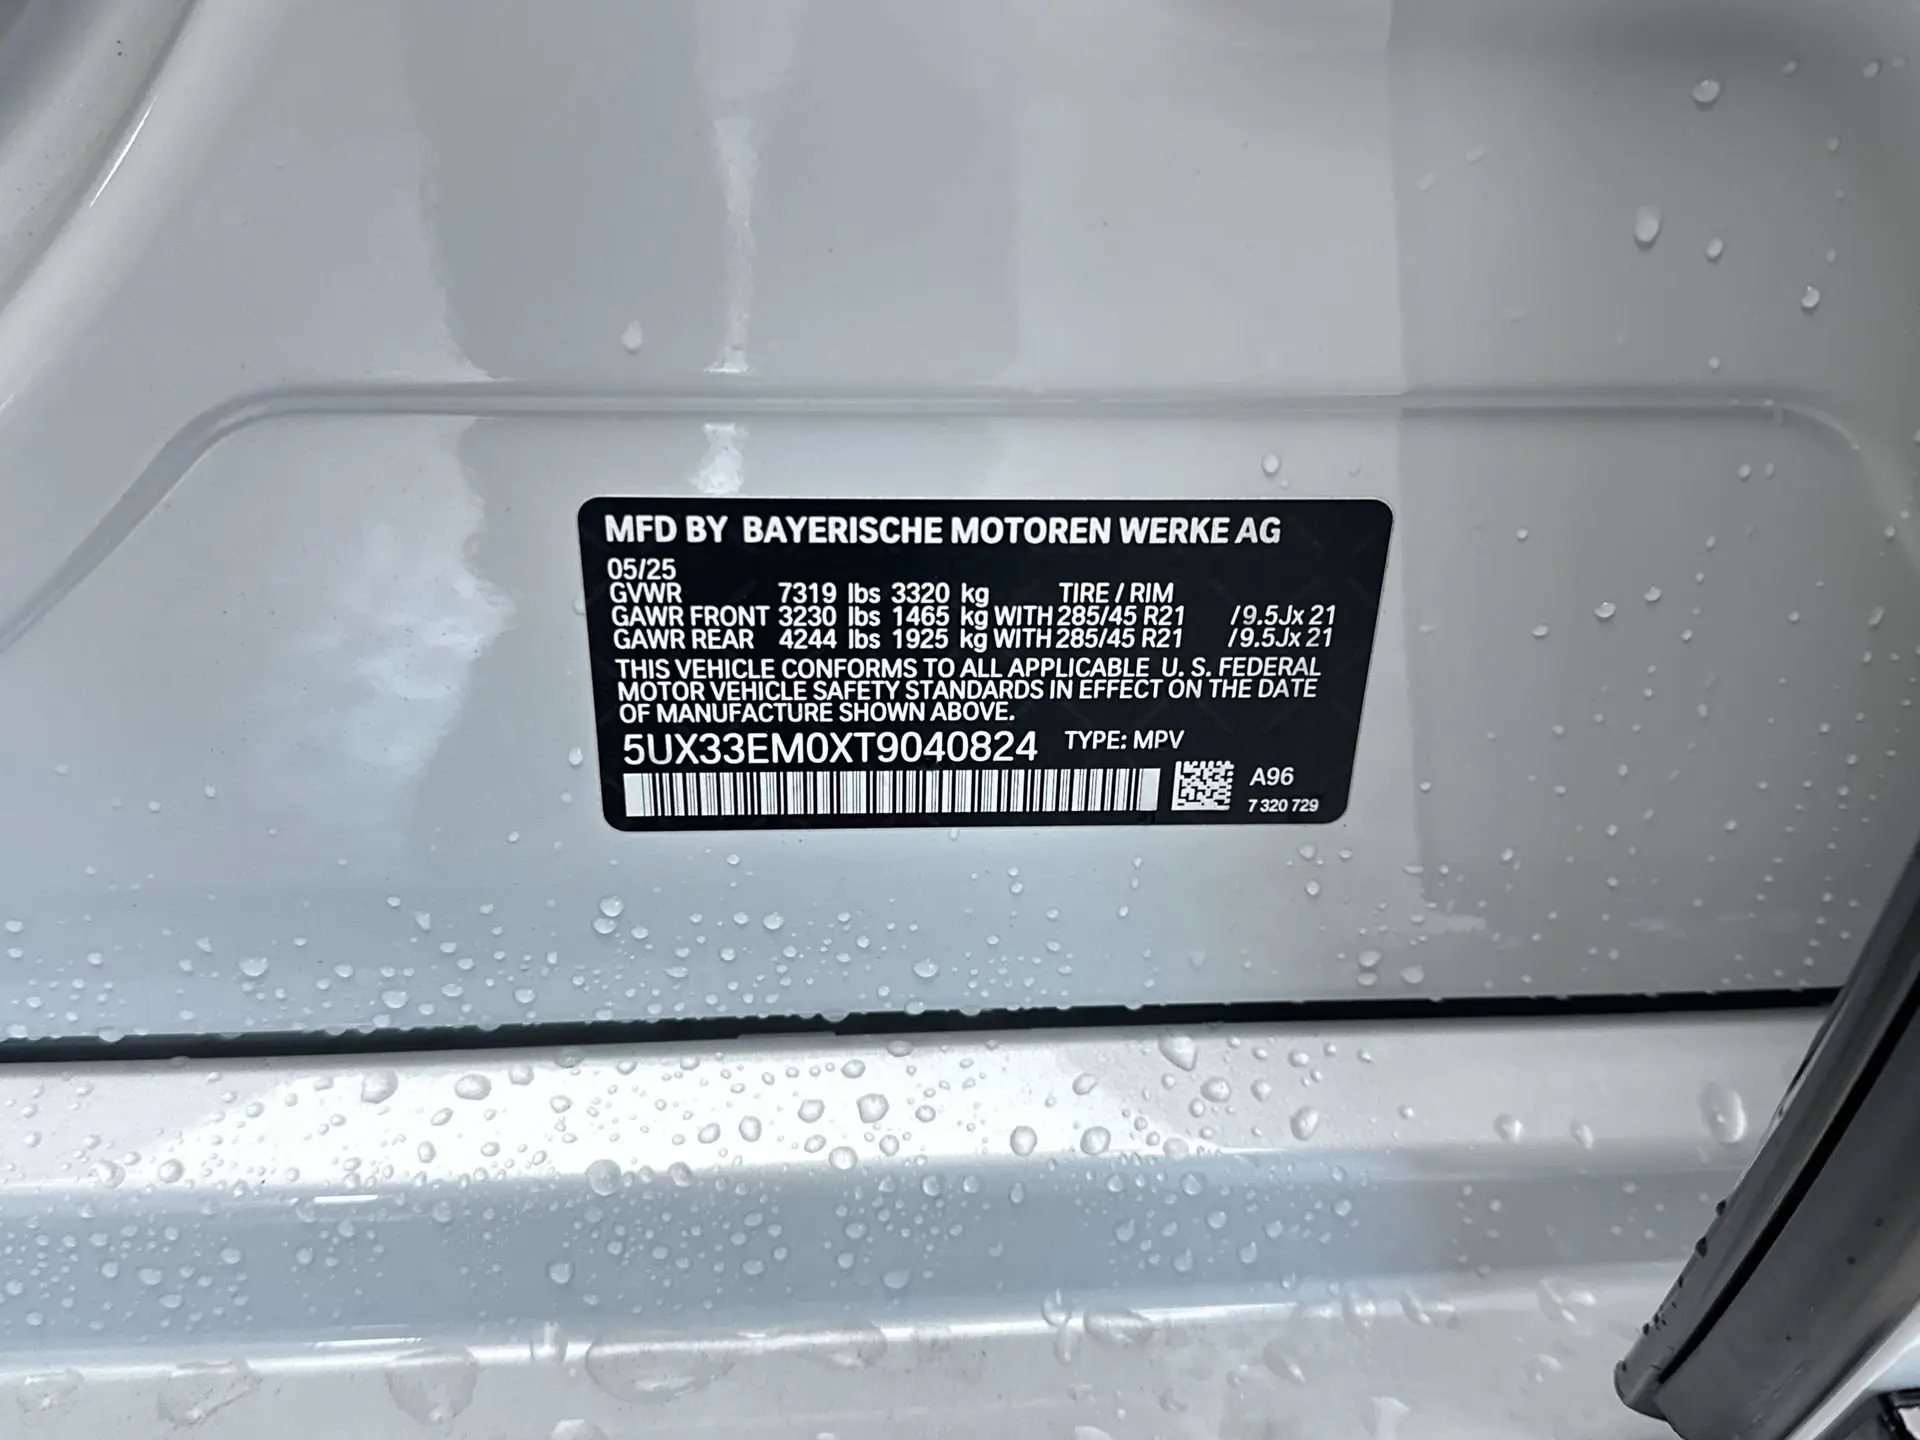 MFD BY BAYERISCHE MOTOREN WERKE AG
05/25
GVWR 7319 lbs 3320 kg TIRE / RIM
GAWR FRONT 3230 lbs 1465 kg WITH 285/45 R21 / 9.5Jx 21
GAWR REAR 4244 lbs 1925 kg WITH 285/45 R21 / 9.5Jx 21
THIS VEHICLE CONFORMS TO ALL APPLICABLE U. S. FEDERAL
MOTOR VEHICLE SAFETY STANDARDS IN EFFECT ON THE DATE
OF MANUFACTURE SHOWN ABOVE.
5UX33EM0XT9040824 TYPE: MPV
A96
7 320 729